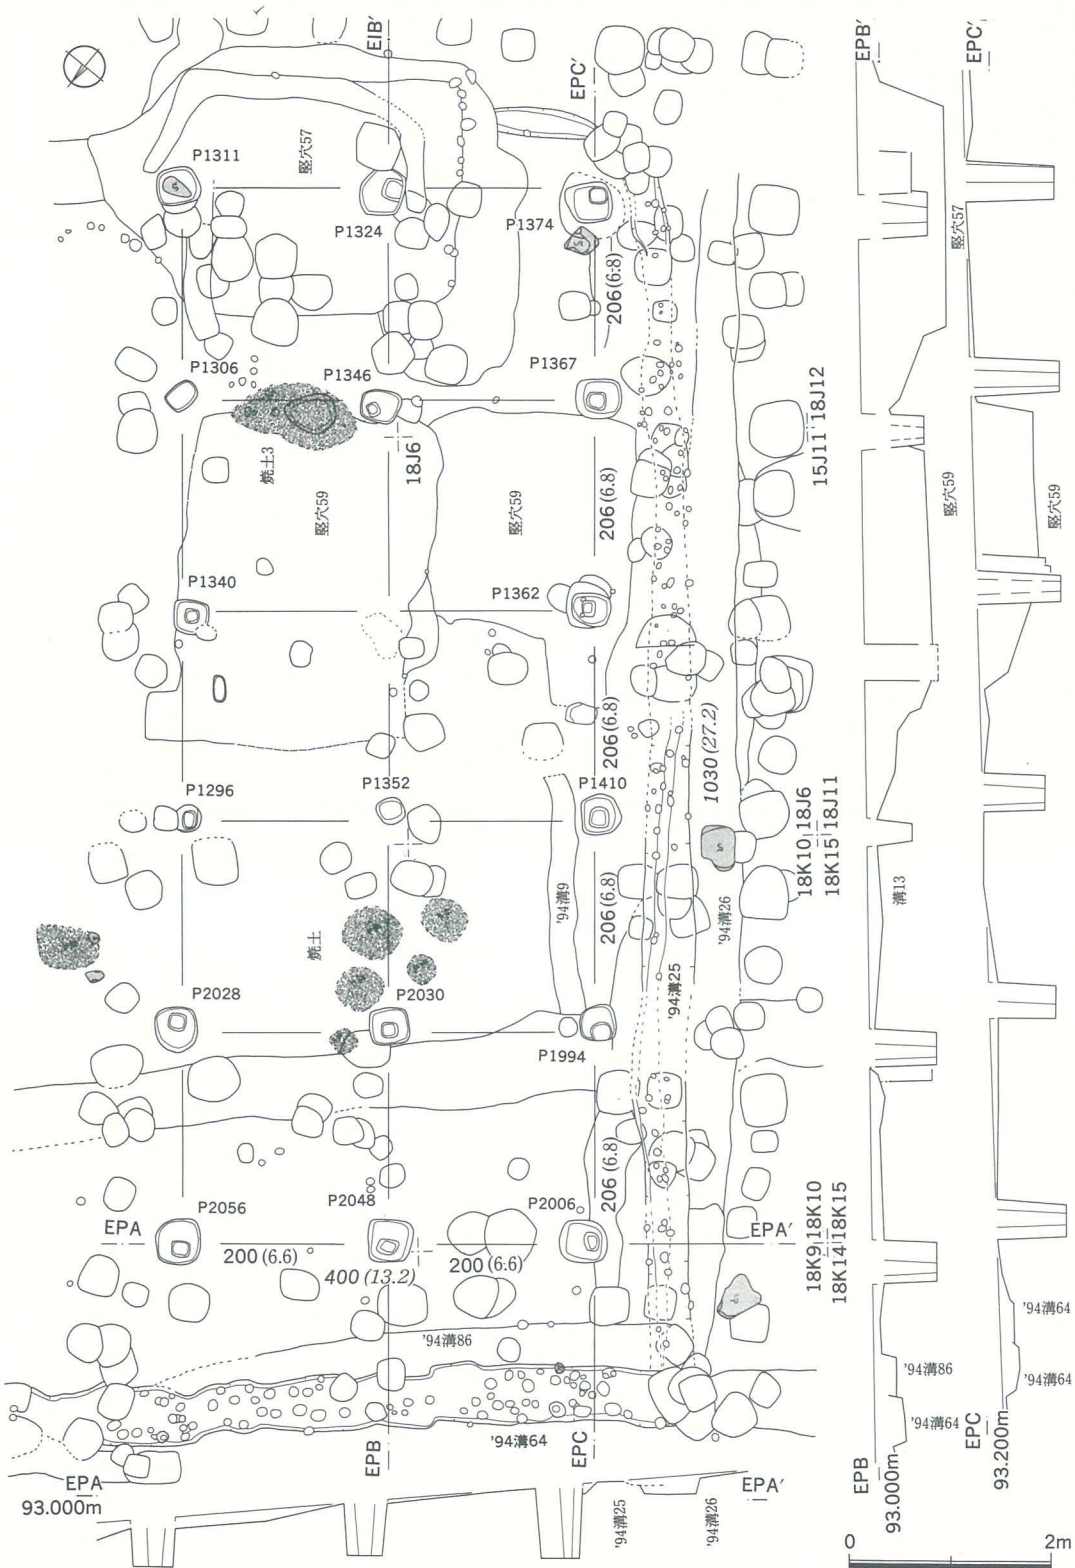 EIB'
EPC'
EPB'
EPC'
竪穴57
P1311
P1324
P1374
206 (6.8)
竪穴57
P1306
P1346
P1367
18J6
15J11 18J12
焼土3
竪穴59
竪穴59
206 (6.8)
竪穴59
竪穴59
P1340
P1362
206 (6.8)
1030 (27.2)
P1296
P1352
P1410
18K10 18J6
18K15 18J11
'94溝9
206 (6.8)
'94溝26
溝13
焼土
'94溝25
P2028
P2030
P1994
206 (6.8)
P2056
P2048
P2006
EPA
EPA'
200 (6.6)
400 (13.2)
200 (6.6)
18K9 18K10
18K14 18K15
'94溝86
'94溝64
'94溝86
'94溝64
'94溝64
'94溝64
EPA
93.000m
EPB
EPC
EPA'
'94溝25
'94溝26
EPB
93.000m
EPC
93.200m
0
2m